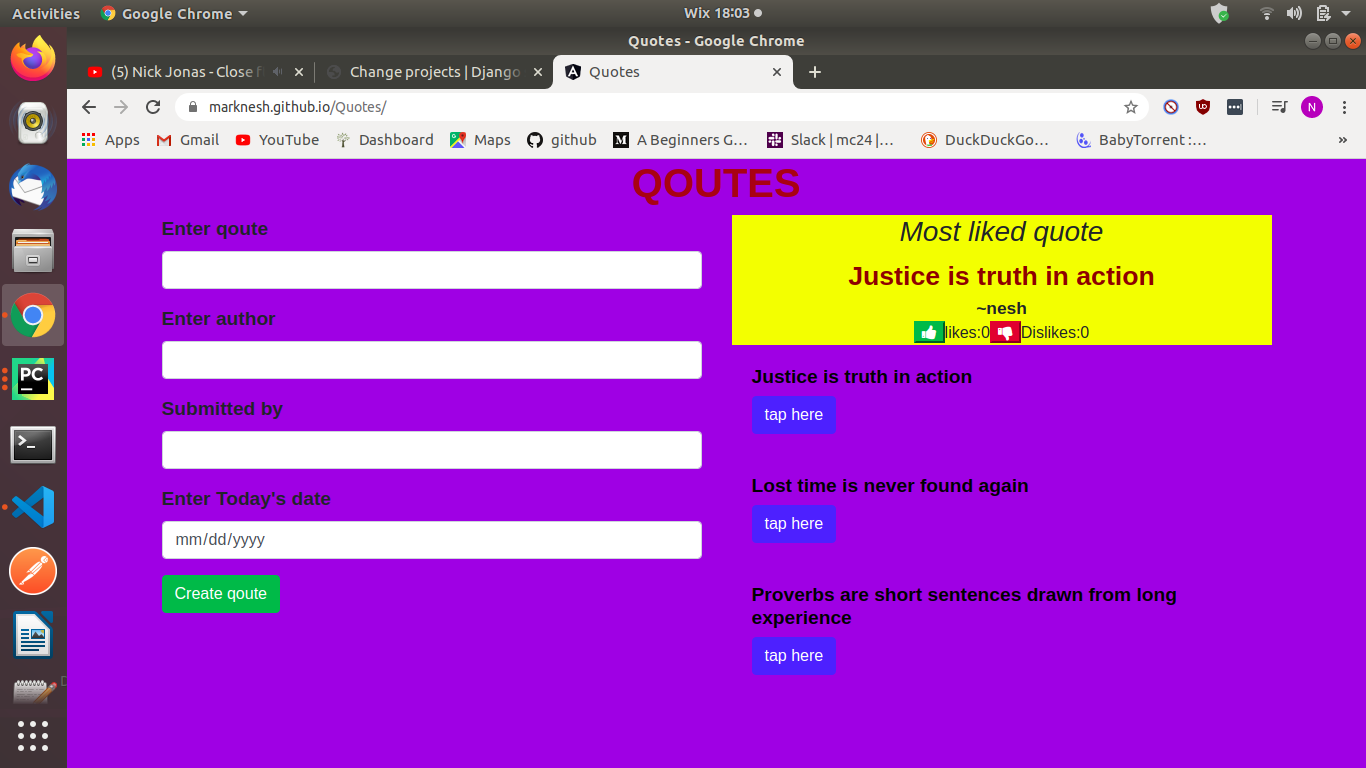 Activities
Google Chrome
Wix 18:03
Quotes - Google Chrome
(5) Nick Jonas - Close f
Change projects | Django
Quotes
marknesh.github.io/Quotes/
N
Apps
Gmail
YouTube
Dashboard
Maps
github
A Beginners G…
Slack | mc24 |…
DuckDuckGo…
BabyTorrent :…
»
PC
QOUTES
Enter qoute
Enter author
Submitted by
Enter Today's date
mm/dd/yyyy
Create qoute
Most liked quote
Justice is truth in action
~nesh
likes:0 Dislikes:0
Justice is truth in action
tap here
Lost time is never found again
tap here
Proverbs are short sentences drawn from long
experience
tap here